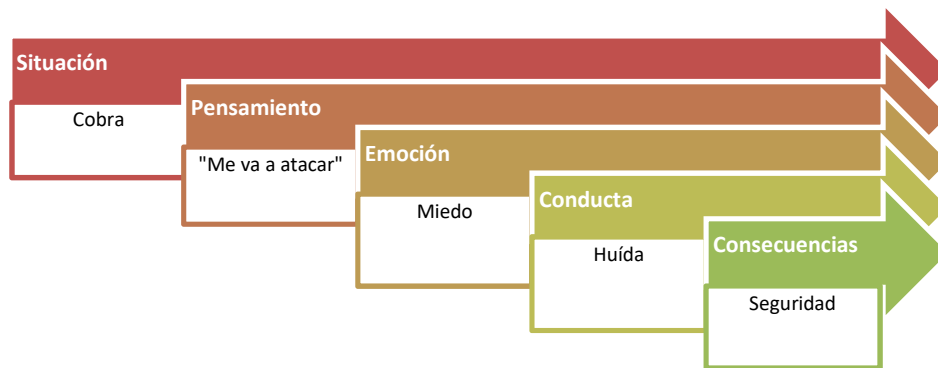 Situación
Cobra
Pensamiento
"Me va a atacar"
Emoción
Miedo
Conducta
Huída
Consecuencias
Seguridad